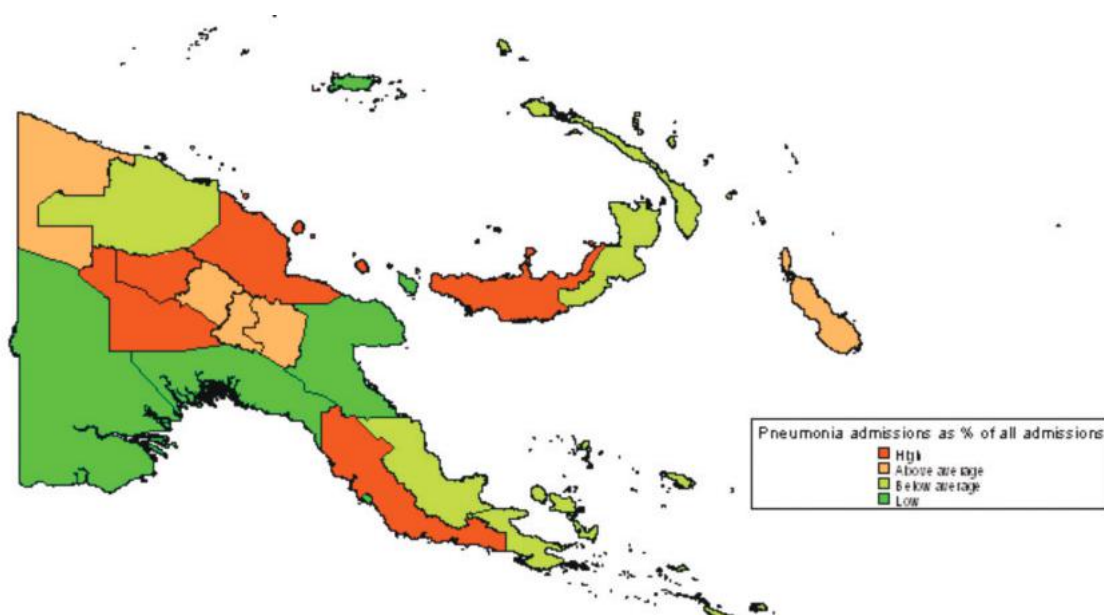 Pneumonia admissions as % of all admissions
High
Above average
Below average
Low